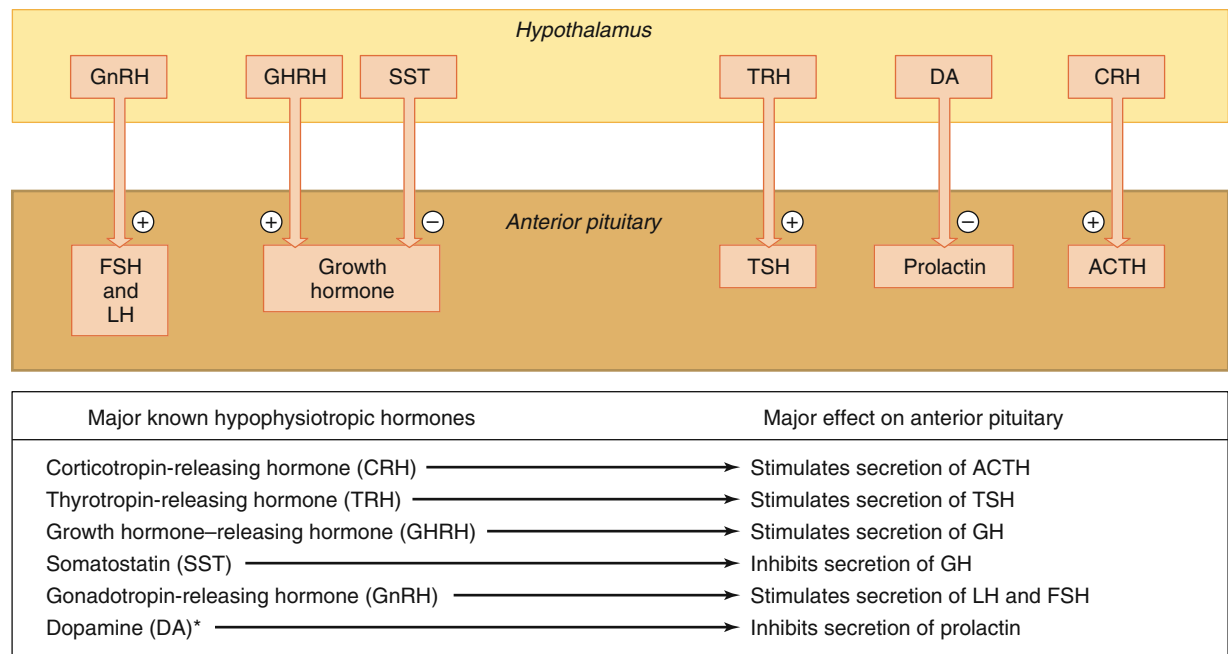 Hypothalamus
GnRH GHRH SST TRH DA CRH
+ + − Anterior pituitary + − +
FSH Growth TSH Prolactin ACTH
and hormone
LH
Major known hypophysiotropic hormones Major effect on anterior pituitary
Corticotropin-releasing hormone (CRH) Stimulates secretion of ACTH
Thyrotropin-releasing hormone (TRH) Stimulates secretion of TSH
Growth hormone–releasing hormone (GHRH) Stimulates secretion of GH
Somatostatin (SST) Inhibits secretion of GH
Gonadotropin-releasing hormone (GnRH) Stimulates secretion of LH and FSH
Dopamine (DA)* Inhibits secretion of prolactin